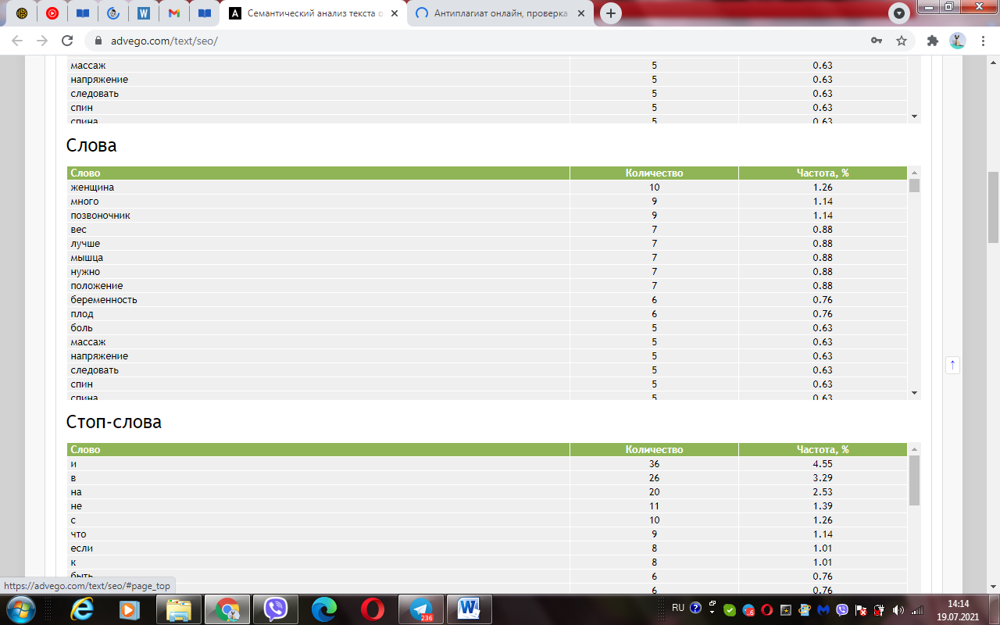 Семантический анализ текста о
Антиплагиат онлайн, проверка
advego.com/text/seo/
массаж 5 0.63
напряжение 5 0.63
следовать 5 0.63
спин 5 0.63
спина 5 0.63
Слова
Слово Количество Частота, %
женщина 10 1.26
много 9 1.14
позвоночник 9 1.14
вес 7 0.88
лучше 7 0.88
мышца 7 0.88
нужно 7 0.88
положение 7 0.88
беременность 6 0.76
плод 6 0.76
боль 5 0.63
массаж 5 0.63
напряжение 5 0.63
следовать 5 0.63
спин 5 0.63
спина 5 0.63
Стоп-слова
Слово Количество Частота, %
и 36 4.55
в 26 3.29
на 20 2.53
не 11 1.39
с 10 1.26
что 9 1.14
если 8 1.01
к 8 1.01
быть 6 0.76
6 0.76
https://advego.com/text/seo/#page_top
236
RU
14:14
19.07.2021